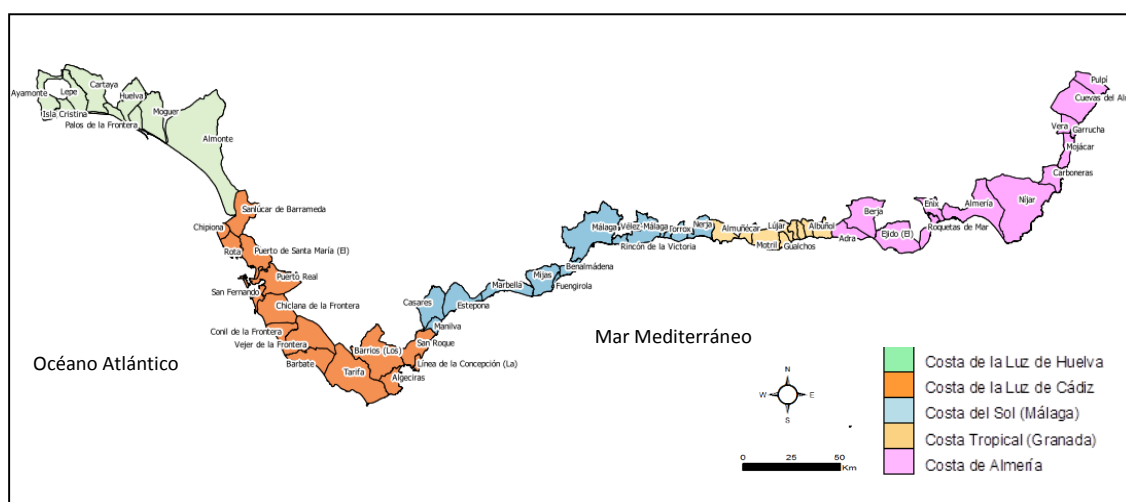 Ayamonte
Lepe
Cartaya
Isla Cristina
Huelva
Palos de la Frontera
Moguer
Almonte
Sanlúcar de Barrameda
Chipiona
Rota
Puerto de Santa María (El)
Puerto Real
San Fernando
Chiclana de la Frontera
Conil de la Frontera
Vejer de la Frontera
Barbate
Tarifa
Barrios (Los)
Algeciras
Línea de la Concepción (La)
San Roque
Manilva
Casares
Estepona
Marbella
Mijas
Fuengirola
Benalmádena
Málaga
Rincón de la Victoria
Vélez-Málaga
Torrox
Nerja
Almuñécar
Motril
Lújar
Gualchos
Albuñol
Adra
Berja
Ejido (El)
Enix
Roquetas de Mar
Almería
Níjar
Carboneras
Mojácar
Garrucha
Vera
Cuevas del Alm
Pulpí
Océano Atlántico
Mar Mediterráneo
N
W E
S
0 25 50
Km
Costa de la Luz de Huelva
Costa de la Luz de Cádiz
Costa del Sol (Málaga)
Costa Tropical (Granada)
Costa de Almería